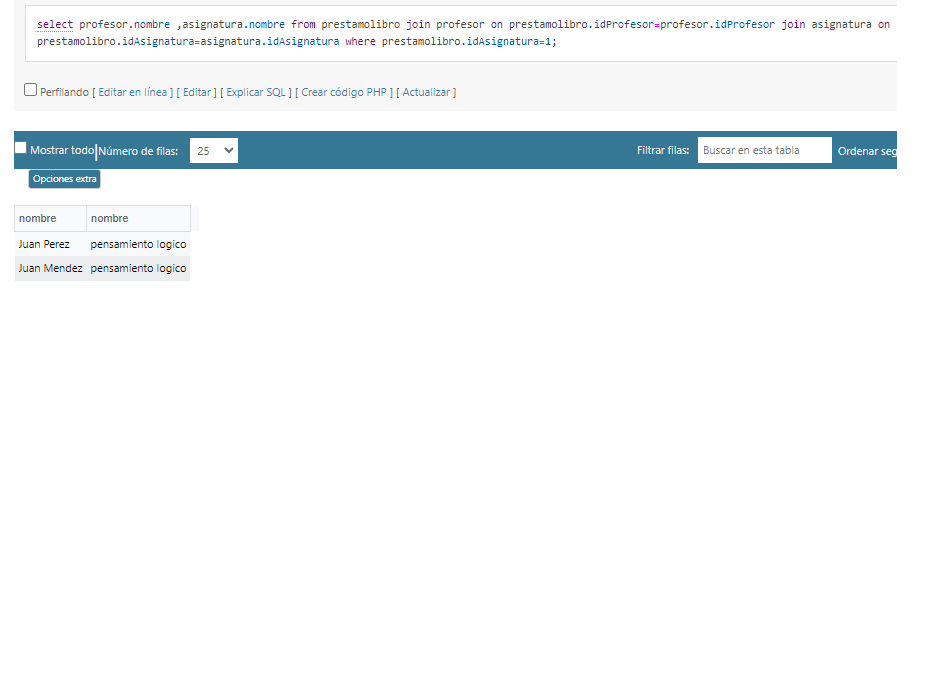 select profesor.nombre ,asignatura.nombre from prestamolibro join profesor on prestamolibro.idProfesor=profesor.idProfesor join asignatura on
prestamolibro.idAsignatura=asignatura.idAsignatura where prestamolibro.idAsignatura=1;
Perfilando [ Editar en línea ] [ Editar ] [ Explicar SQL ] [ Crear código PHP ] [ Actualizar ]
Mostrar todo Número de filas: 25 Filtrar filas: Buscar en esta tabla Ordenar seg
Opciones extra
nombre nombre
Juan Perez pensamiento logico
Juan Mendez pensamiento logico